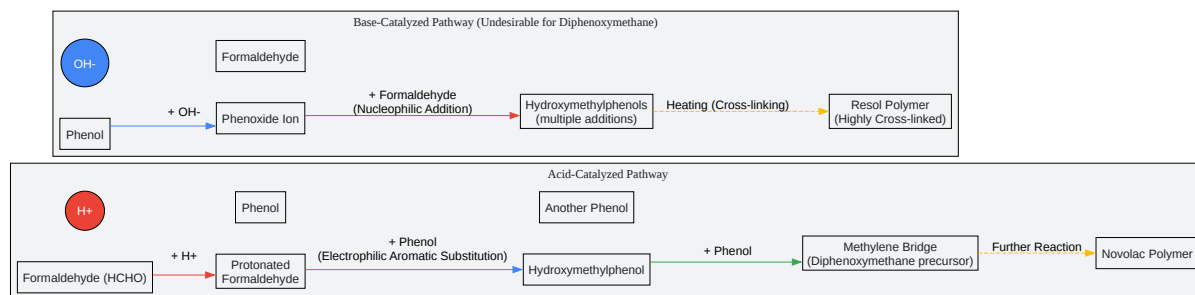 Base-Catalyzed Pathway (Undesirable for Diphenoxymethane)
OH-
Formaldehyde
Phenol
+ OH-
Phenoxide Ion
+ Formaldehyde
(Nucleophilic Addition)
Hydroxymethylphenols
(multiple additions)
Heating (Cross-linking)
Resol Polymer
(Highly Cross-linked)
Acid-Catalyzed Pathway
H+
Phenol
Another Phenol
Formaldehyde (HCHO)
+ H+
Protonated
Formaldehyde
+ Phenol
(Electrophilic Aromatic Substitution)
Hydroxymethylphenol
+ Phenol
Methylene Bridge
(Diphenoxymethane precursor)
Further Reaction
Novolac Polymer